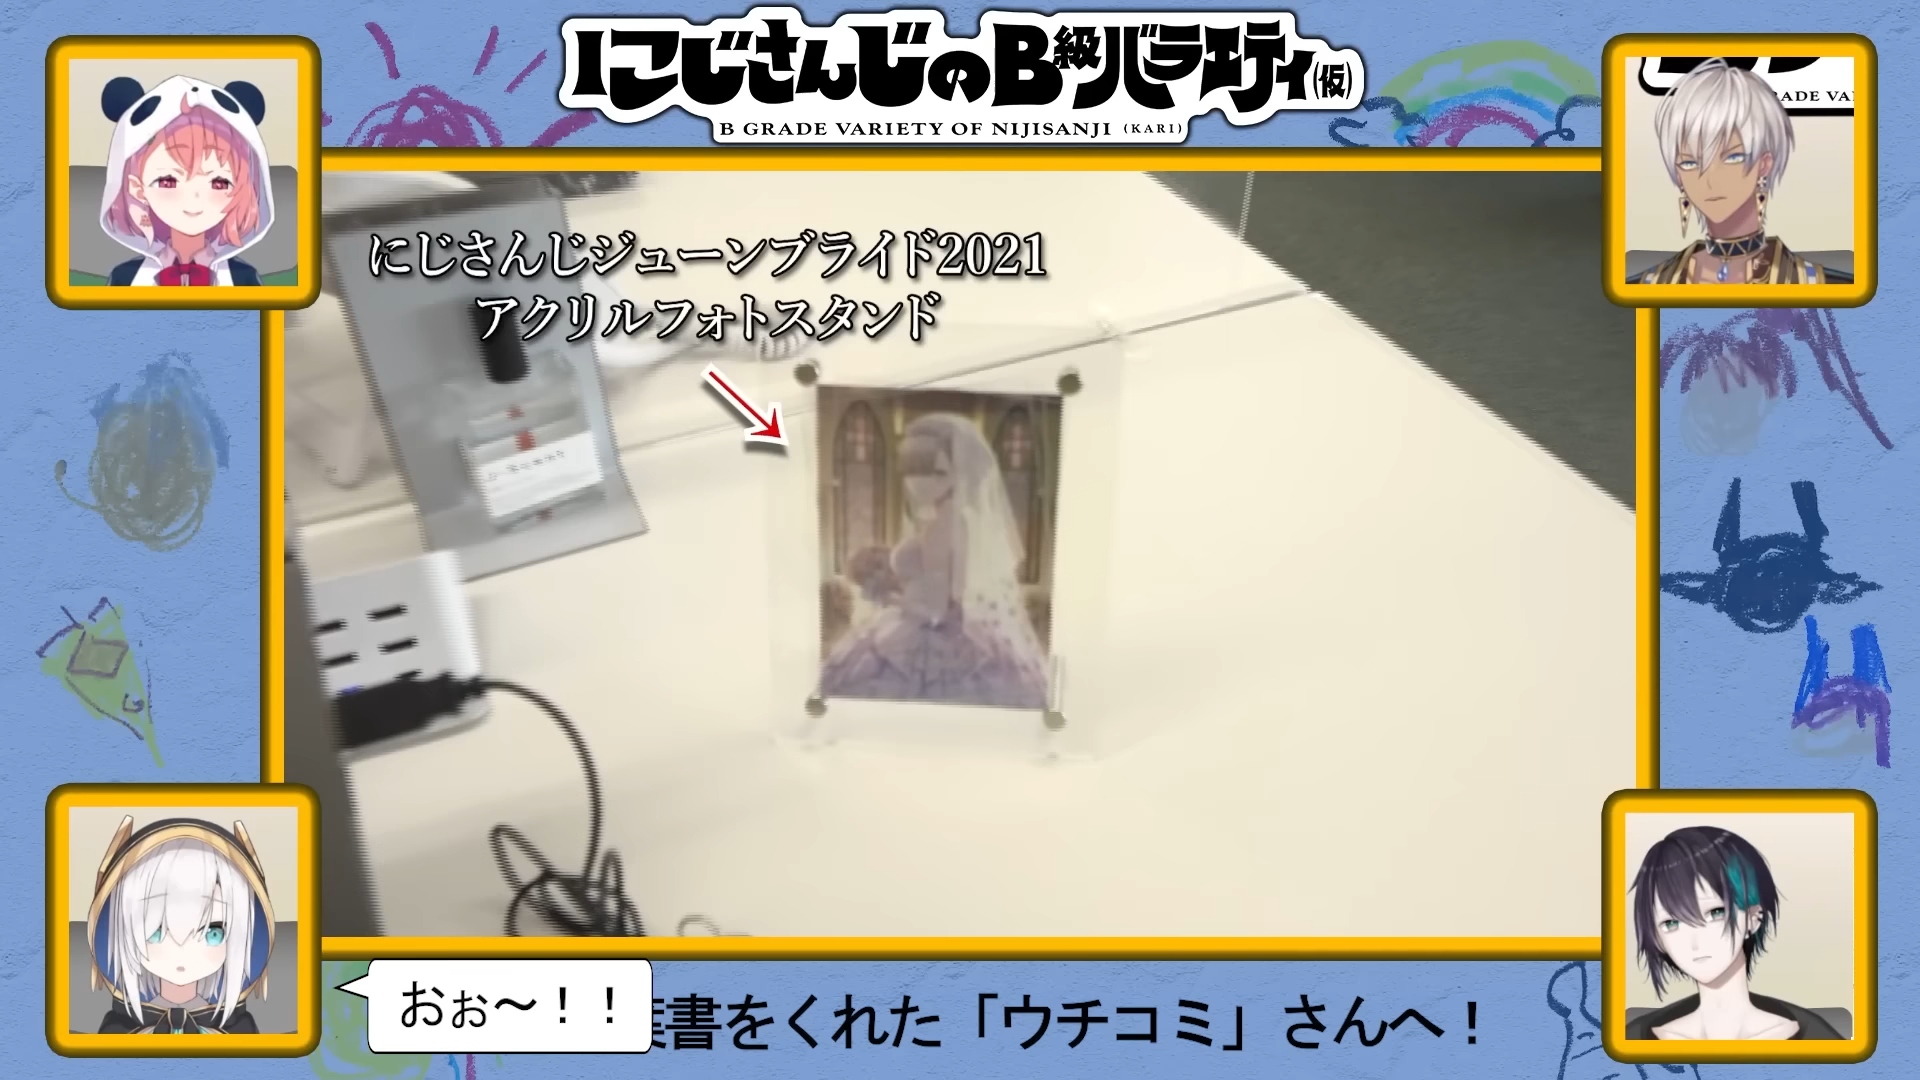 にじさんじのB級バラエティ(仮)
B GRADE VARIETY OF NIJISANJI (KARI)
RADE VA
にじさんじジューンブライド2021
アクリルフォトスタンド
おぉ〜！！
書をくれた「ウチコミ」さんへ！